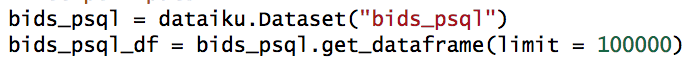 bids_psql = dataiku.Dataset("bids_psql")
bids_psql_df = bids_psql.get_dataframe(limit = 100000)